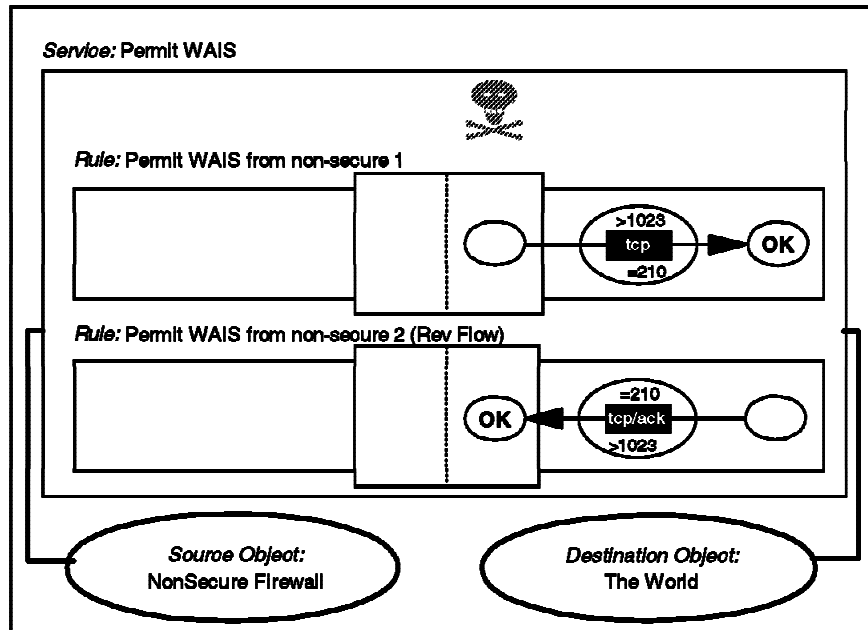 Service: Permit WAIS
Rule: Permit WAIS from non-secure 1
>1023
tcp
=210
OK
Rule: Permit WAIS from non-secure 2 (Rev Flow)
OK
=210
tcp/ack
>1023
Source Object:
NonSecure Firewall
Destination Object:
The World